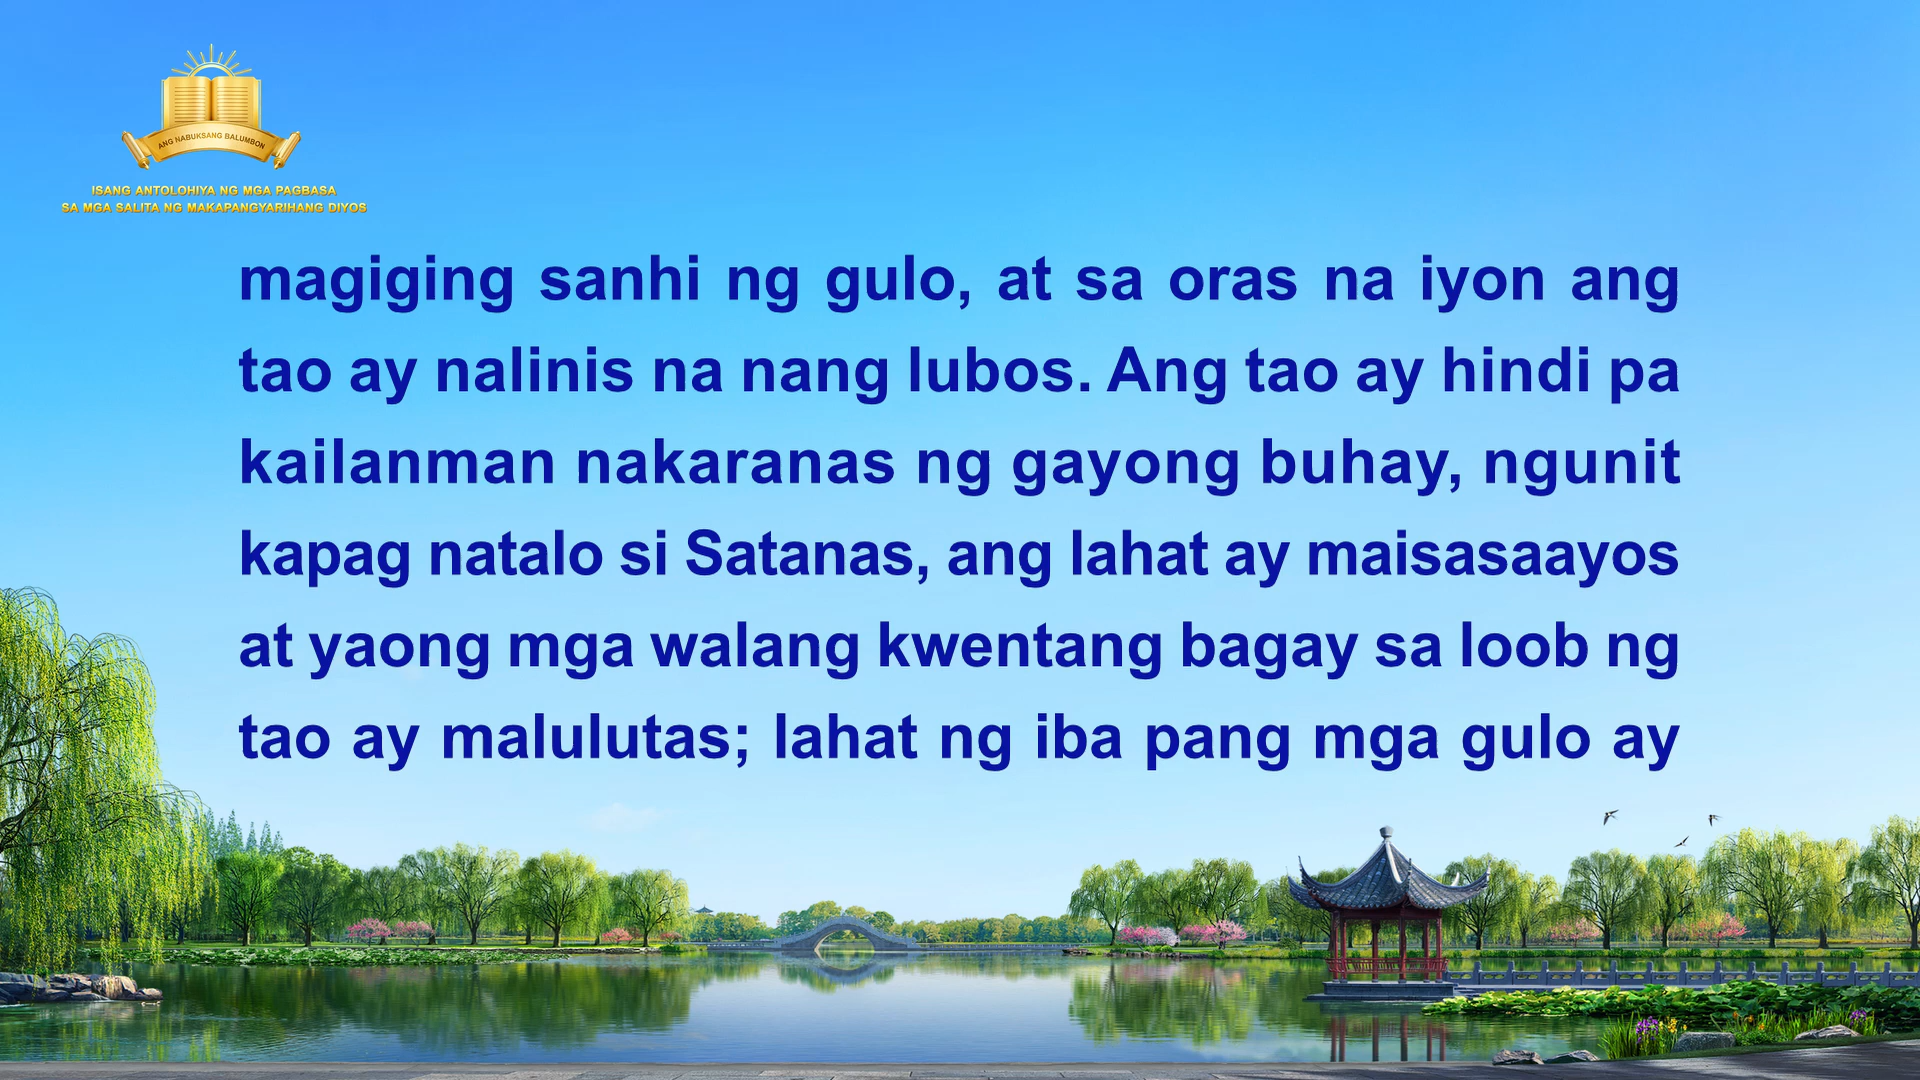 ANG NABUKSANG BALUMBON
ISANG ANTOLOHIYA NG MGA PAGBASA
SA MGA SALITA NG MAKAPANGYARIHANG DIYOS
magiging sanhi ng gulo, at sa oras na iyon ang
tao ay nalinis na nang lubos. Ang tao ay hindi pa
kailanman nakaranas ng gayong buhay, ngunit
kapag natalo si Satanas, ang lahat ay maisasaayos
at yaong mga walang kwentang bagay sa loob ng
tao ay malulutas; lahat ng iba pang mga gulo ay